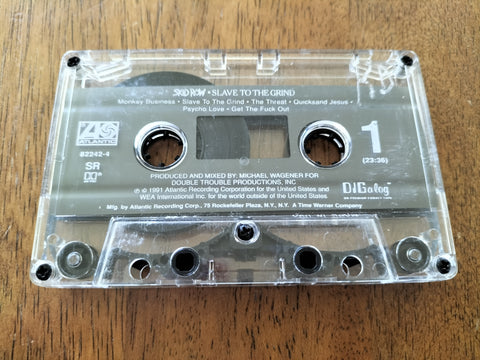 SKID ROW • SLAVE TO THE GRIND
Monkey Business • Slave To The Grind • The Threat • Quicksand Jesus •
Psycho Love • Get The Fuck Out
ATLANTIC
82242-4
SR
1
(23:36)
PRODUCED AND MIXED BY: MICHAEL WAGENER FOR
DOUBLE TROUBLE PRODUCTIONS, INC
℗ © 1991 Atlantic Recording Corporation for the United States and
WEA International Inc. for the world outside of the United States
DIGalog
Mfg. by Atlantic Recording Corp., 75 Rockefeller Plaza, N.Y., N.Y. A Time Warner Company